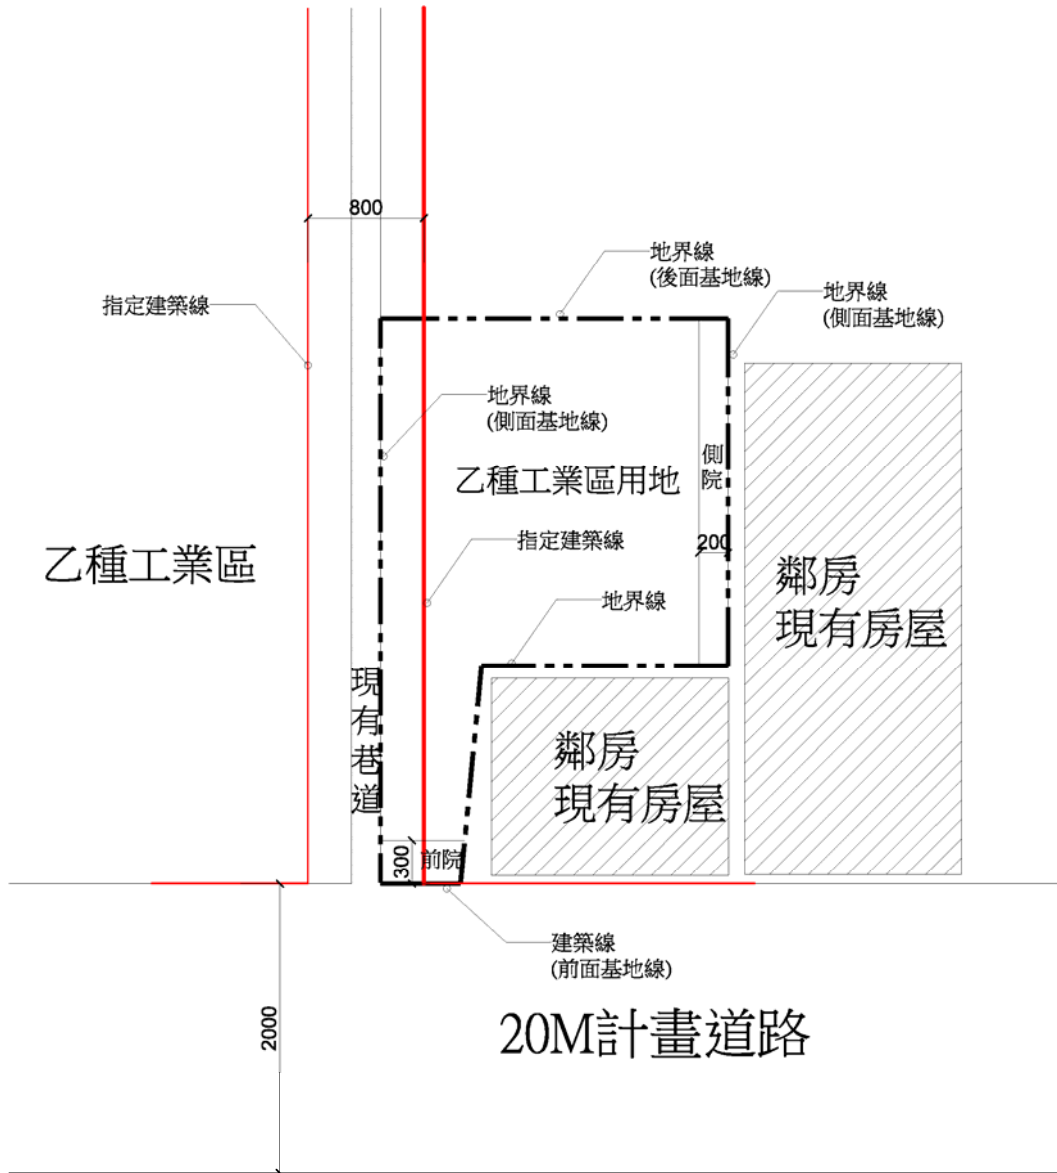 800
地界線
(後面基地線)
地界線
(側面基地線)
指定建築線
地界線
(側面基地線)
側院
乙種工業區用地
200
指定建築線
乙種工業區
鄰房
現有房屋
地界線
現有巷道
鄰房
現有房屋
300
前院
建築線
(前面基地線)
2000
20M計畫道路